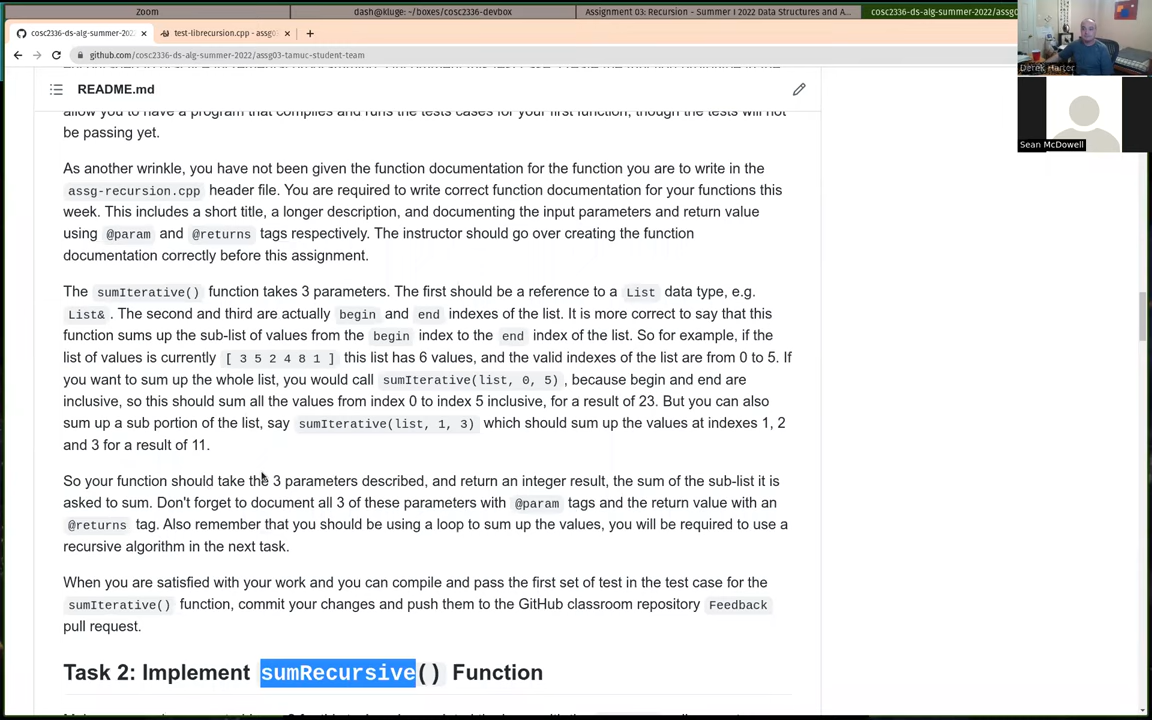 Zoom
dash@kluge: ~/boxes/cosc2336-devbox
Assignment 03: Recursion – Summer I 2022 Data Structures and A...
cosc2336-ds-alg-summer-2022/assg0
cosc2336-ds-alg-summer-202
test-librecursion.cpp - assg0
github.com/cosc2336-ds-alg-summer-2022/assg03-tamuc-student-team
Derek Harter
Sean McDowell
README.md
allow you to have a program that compiles and runs the tests cases for your first function, though the tests will not
be passing yet.
As another wrinkle, you have not been given the function documentation for the function you are to write in the
assg-recursion.cpp header file. You are required to write correct function documentation for your functions this
week. This includes a short title, a longer description, and documenting the input parameters and return value
using @param and @returns tags respectively. The instructor should go over creating the function
documentation correctly before this assignment.
The sumIterative() function takes 3 parameters. The first should be a reference to a List data type, e.g.
List& . The second and third are actually begin and end indexes of the list. It is more correct to say that this
function sums up the sub-list of values from the begin index to the end index of the list. So for example, if the
list of values is currently [ 3 5 2 4 8 1 ] this list has 6 values, and the valid indexes of the list are from 0 to 5. If
you want to sum up the whole list, you would call sumIterative(list, 0, 5) , because begin and end are
inclusive, so this should sum all the values from index 0 to index 5 inclusive, for a result of 23. But you can also
sum up a sub portion of the list, say sumIterative(list, 1, 3) which should sum up the values at indexes 1, 2
and 3 for a result of 11.
So your function should take the 3 parameters described, and return an integer result, the sum of the sub-list it is
asked to sum. Don't forget to document all 3 of these parameters with @param tags and the return value with an
@returns tag. Also remember that you should be using a loop to sum up the values, you will be required to use a
recursive algorithm in the next task.
When you are satisfied with your work and you can compile and pass the first set of test in the test case for the
sumIterative() function, commit your changes and push them to the GitHub classroom repository Feedback
pull request.
Task 2: Implement sumRecursive() Function